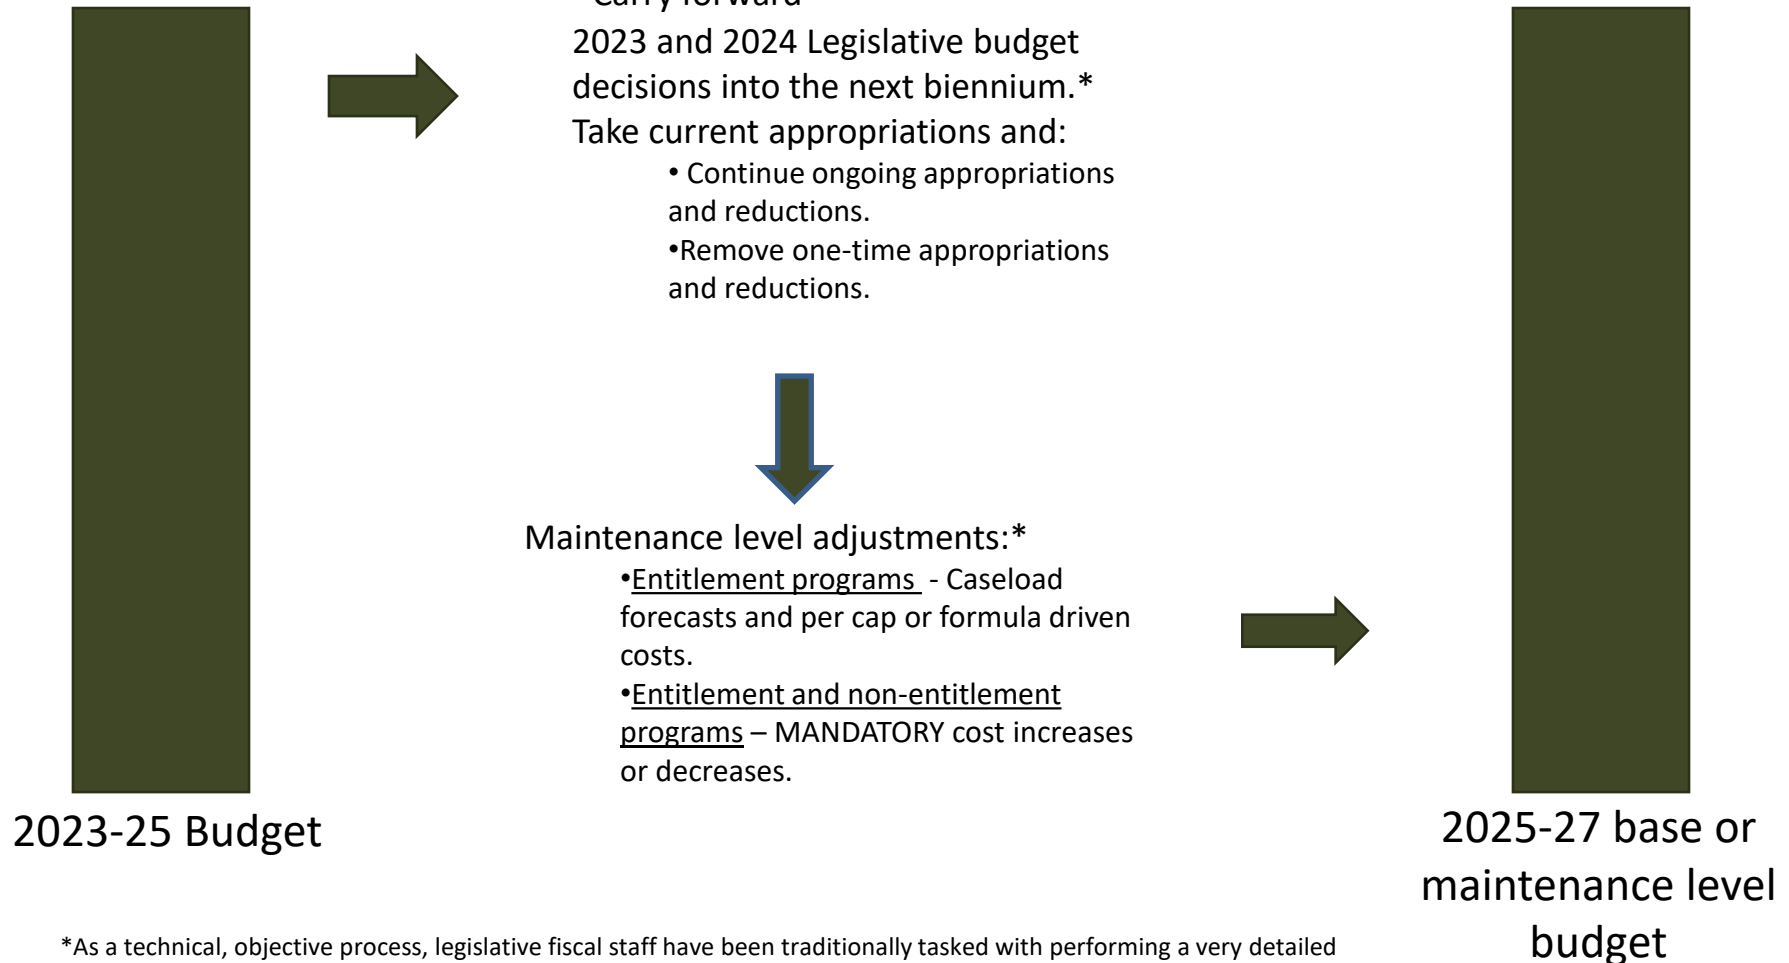 "Carry forward"
2023 and 2024 Legislative budget
decisions into the next biennium.*
Take current appropriations and:
• Continue ongoing appropriations
and reductions.
•Remove one-time appropriations
and reductions.
Maintenance level adjustments:*
•Entitlement programs - Caseload
forecasts and per cap or formula driven
costs.
•Entitlement and non-entitlement
programs – MANDATORY cost increases
or decreases.
2023-25 Budget
2025-27 base or
maintenance level
budget
*As a technical, objective process, legislative fiscal staff have been traditionally tasked with performing a very detailed